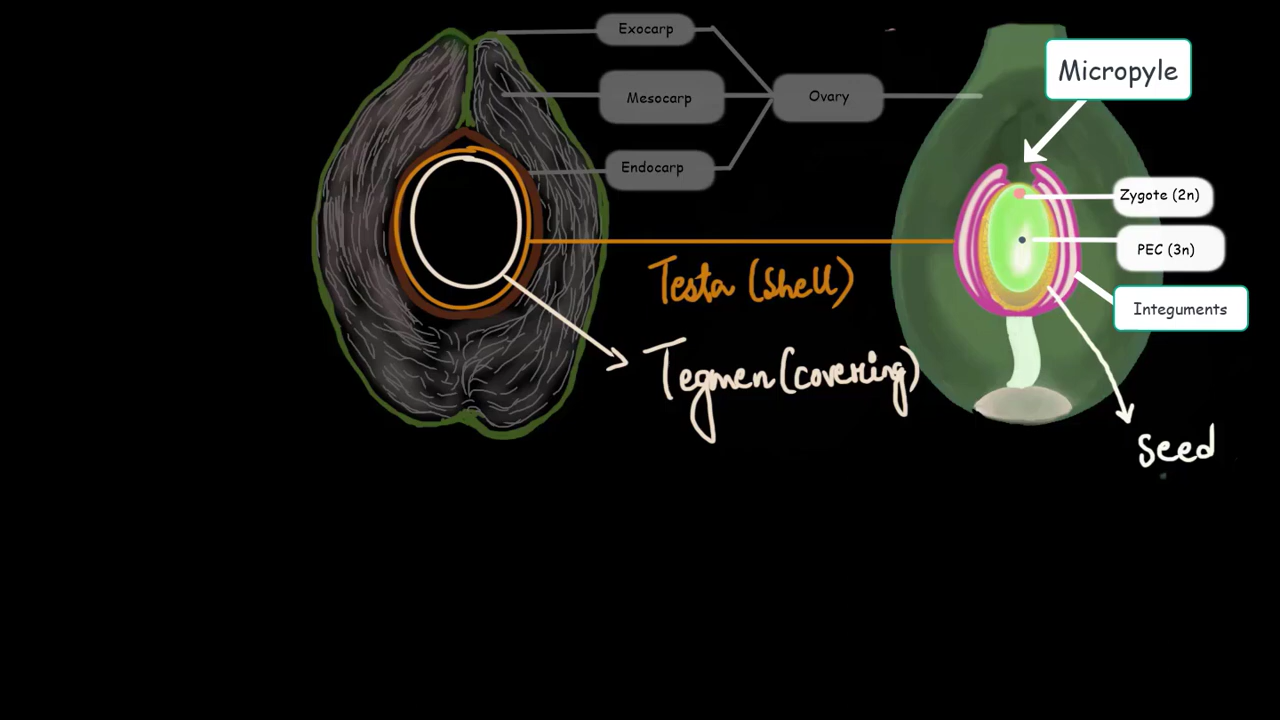 Exocarp
Micropyle
Mesocarp
Ovary
Endocarp
Zygote (2n)
PEC (3n)
Testa (Shell)
Integuments
Tegmen (covering)
Seed